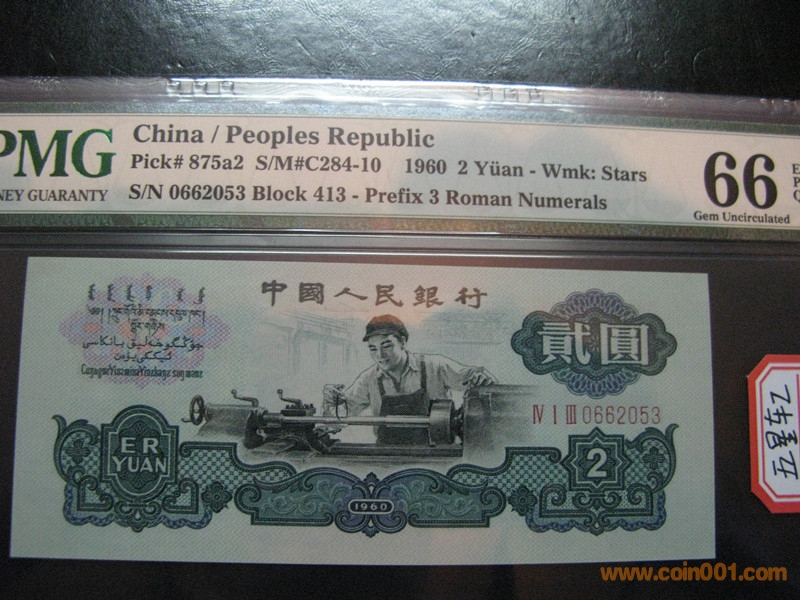 PMG
NEY GUARANTY
China / Peoples Republic
Pick# 875a2 S/M#C284-10 1960 2 Yüan - Wmk: Stars
S/N 0662053 Block 413 - Prefix 3 Roman Numerals
66
Gem Uncirculated
中國人民銀行
貳圓
Ⅳ Ⅰ Ⅲ 0662053
ER
YUAN
1960
2
www.coin001.com